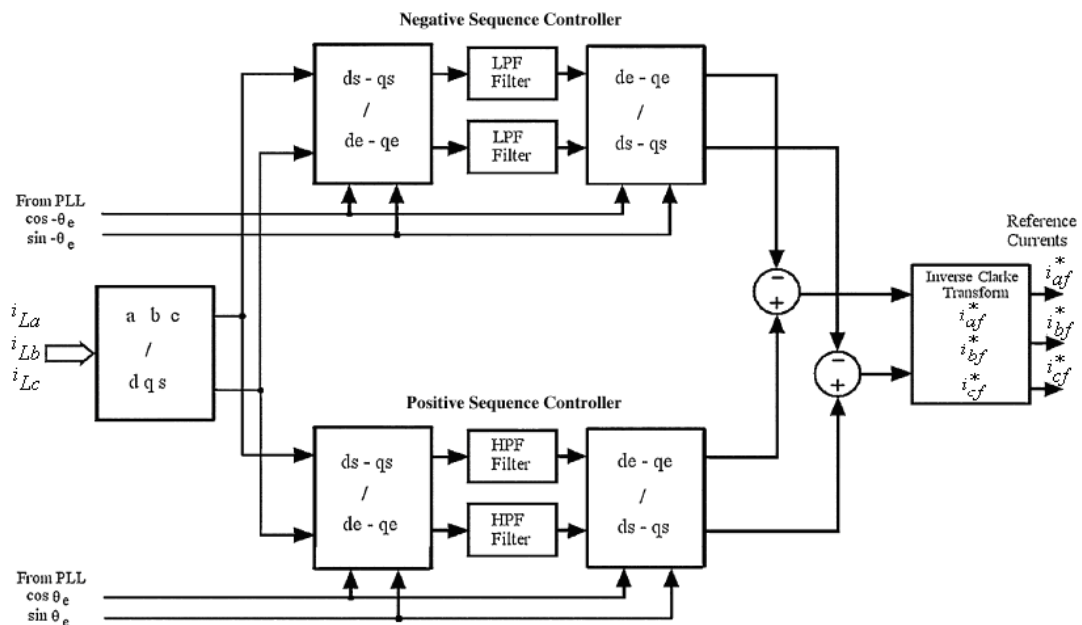 Negative Sequence Controller
ds - qs
/
de - qe
LPF
Filter
LPF
Filter
de - qe
/
ds - qs
From PLL
cos -θe
sin -θe
iLa
iLb
iLc
a b c
/
d q s
Reference
Currents
Inverse Clarke
Transform
i*af
i*bf
i*cf
i*af
i*bf
i*cf
−
+
−
+
Positive Sequence Controller
ds - qs
/
de - qe
HPF
Filter
HPF
Filter
de - qe
/
ds - qs
From PLL
cos θe
sin θe